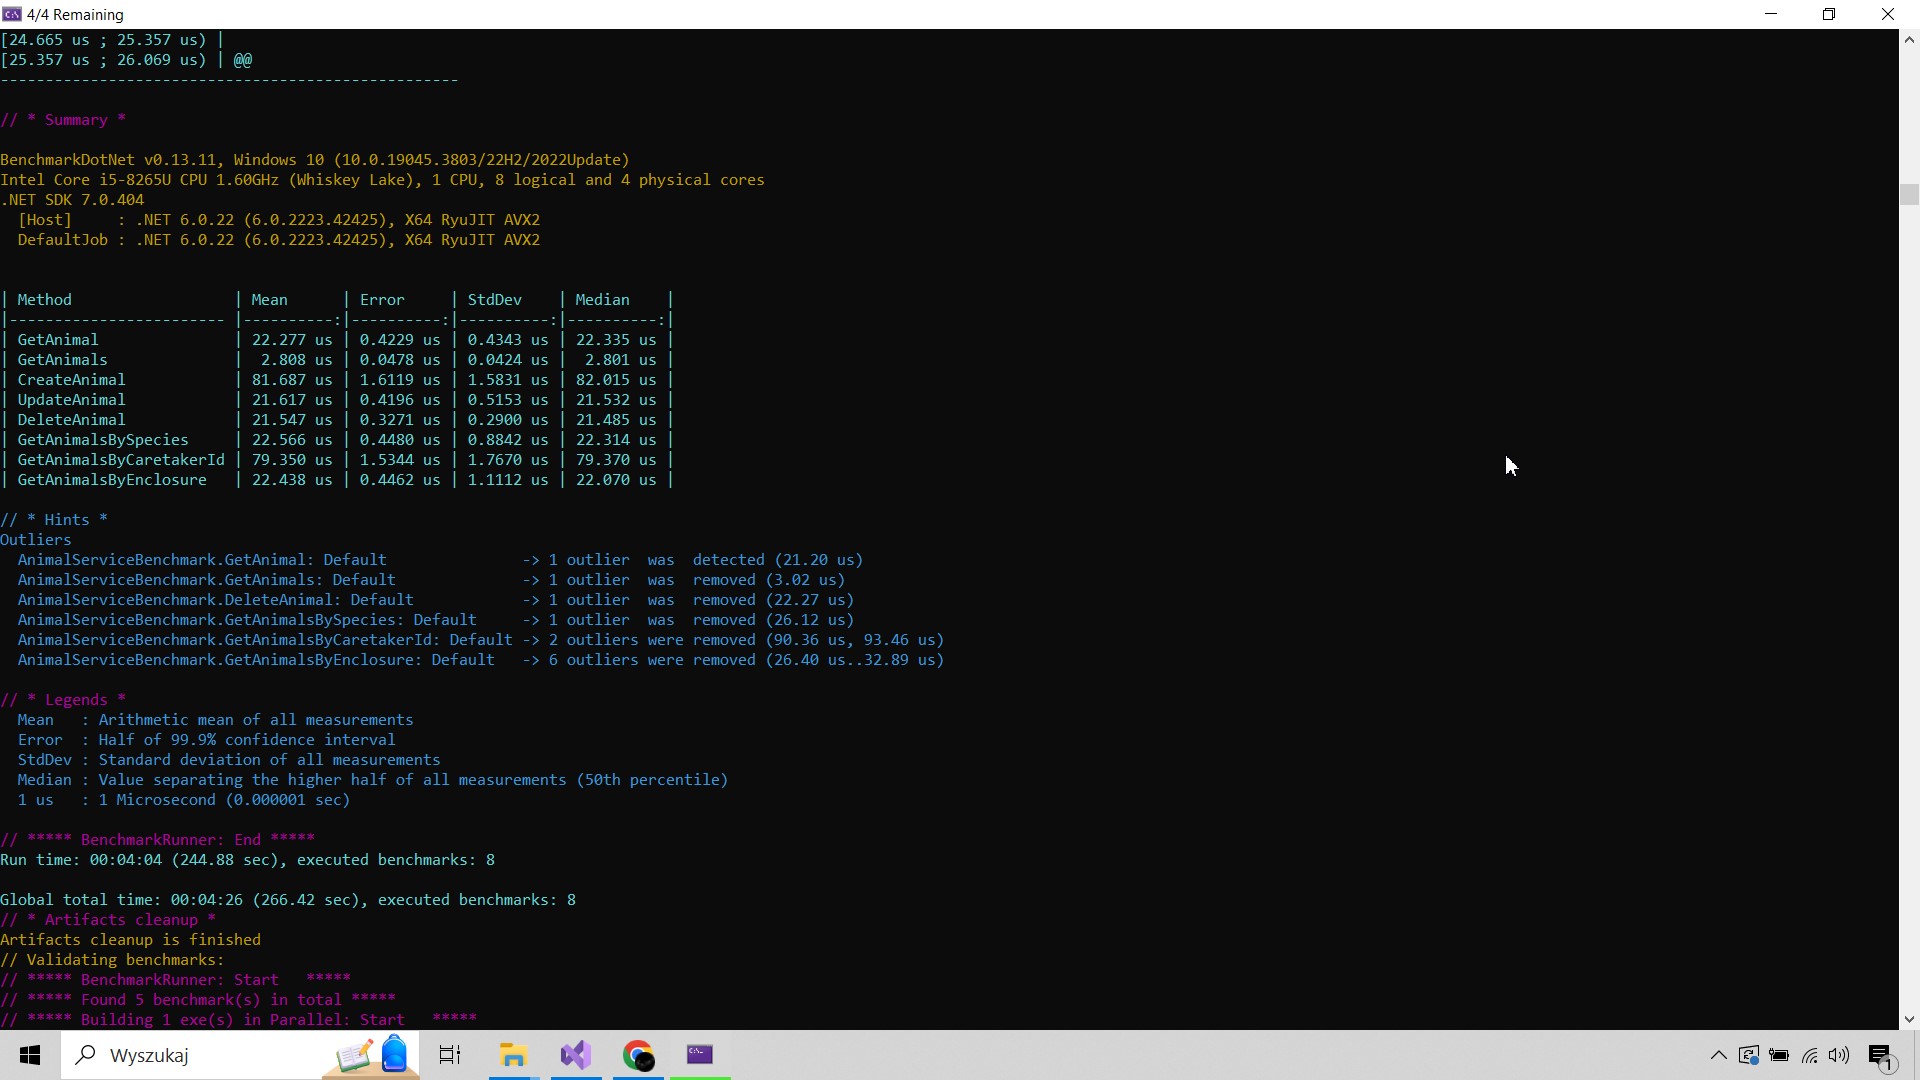 4/4 Remaining
[24.665 us ; 25.357 us) |
[25.357 us ; 26.069 us) | @@
---------------------------------------------------

// * Summary *

BenchmarkDotNet v0.13.11, Windows 10 (10.0.19045.3803/22H2/2022Update)
Intel Core i5-8265U CPU 1.60GHz (Whiskey Lake), 1 CPU, 8 logical and 4 physical cores
.NET SDK 7.0.404
  [Host]     : .NET 6.0.22 (6.0.2223.42425), X64 RyuJIT AVX2
  DefaultJob : .NET 6.0.22 (6.0.2223.42425), X64 RyuJIT AVX2

| Method                  | Mean      | Error     | StdDev    | Median    |
|------------------------ |----------:|----------:|----------:|----------:|
| GetAnimal               | 22.277 us | 0.4229 us | 0.4343 us | 22.335 us |
| GetAnimals              |  2.808 us | 0.0478 us | 0.0424 us |  2.801 us |
| CreateAnimal            | 81.687 us | 1.6119 us | 1.5831 us | 82.015 us |
| UpdateAnimal            | 21.617 us | 0.4196 us | 0.5153 us | 21.532 us |
| DeleteAnimal            | 21.547 us | 0.3271 us | 0.2900 us | 21.485 us |
| GetAnimalsBySpecies     | 22.566 us | 0.4480 us | 0.8842 us | 22.314 us |
| GetAnimalsByCaretakerId | 79.350 us | 1.5344 us | 1.7670 us | 79.370 us |
| GetAnimalsByEnclosure   | 22.438 us | 0.4462 us | 1.1112 us | 22.070 us |

// * Hints *
Outliers
  AnimalServiceBenchmark.GetAnimal: Default               -> 1 outlier  was  detected (21.20 us)
  AnimalServiceBenchmark.GetAnimals: Default              -> 1 outlier  was  removed (3.02 us)
  AnimalServiceBenchmark.DeleteAnimal: Default            -> 1 outlier  was  removed (22.27 us)
  AnimalServiceBenchmark.GetAnimalsBySpecies: Default     -> 1 outlier  was  removed (26.12 us)
  AnimalServiceBenchmark.GetAnimalsByCaretakerId: Default -> 2 outliers were removed (90.36 us, 93.46 us)
  AnimalServiceBenchmark.GetAnimalsByEnclosure: Default   -> 6 outliers were removed (26.40 us..32.89 us)

// * Legends *
  Mean   : Arithmetic mean of all measurements
  Error  : Half of 99.9% confidence interval
  StdDev : Standard deviation of all measurements
  Median : Value separating the higher half of all measurements (50th percentile)
  1 us   : 1 Microsecond (0.000001 sec)

// ***** BenchmarkRunner: End *****
Run time: 00:04:04 (244.88 sec), executed benchmarks: 8

Global total time: 00:04:26 (266.42 sec), executed benchmarks: 8
// * Artifacts cleanup *
Artifacts cleanup is finished
// Validating benchmarks:
// ***** BenchmarkRunner: Start   *****
// ***** Found 5 benchmark(s) in total *****
// ***** Building 1 exe(s) in Parallel: Start   *****
Wyszukaj
1